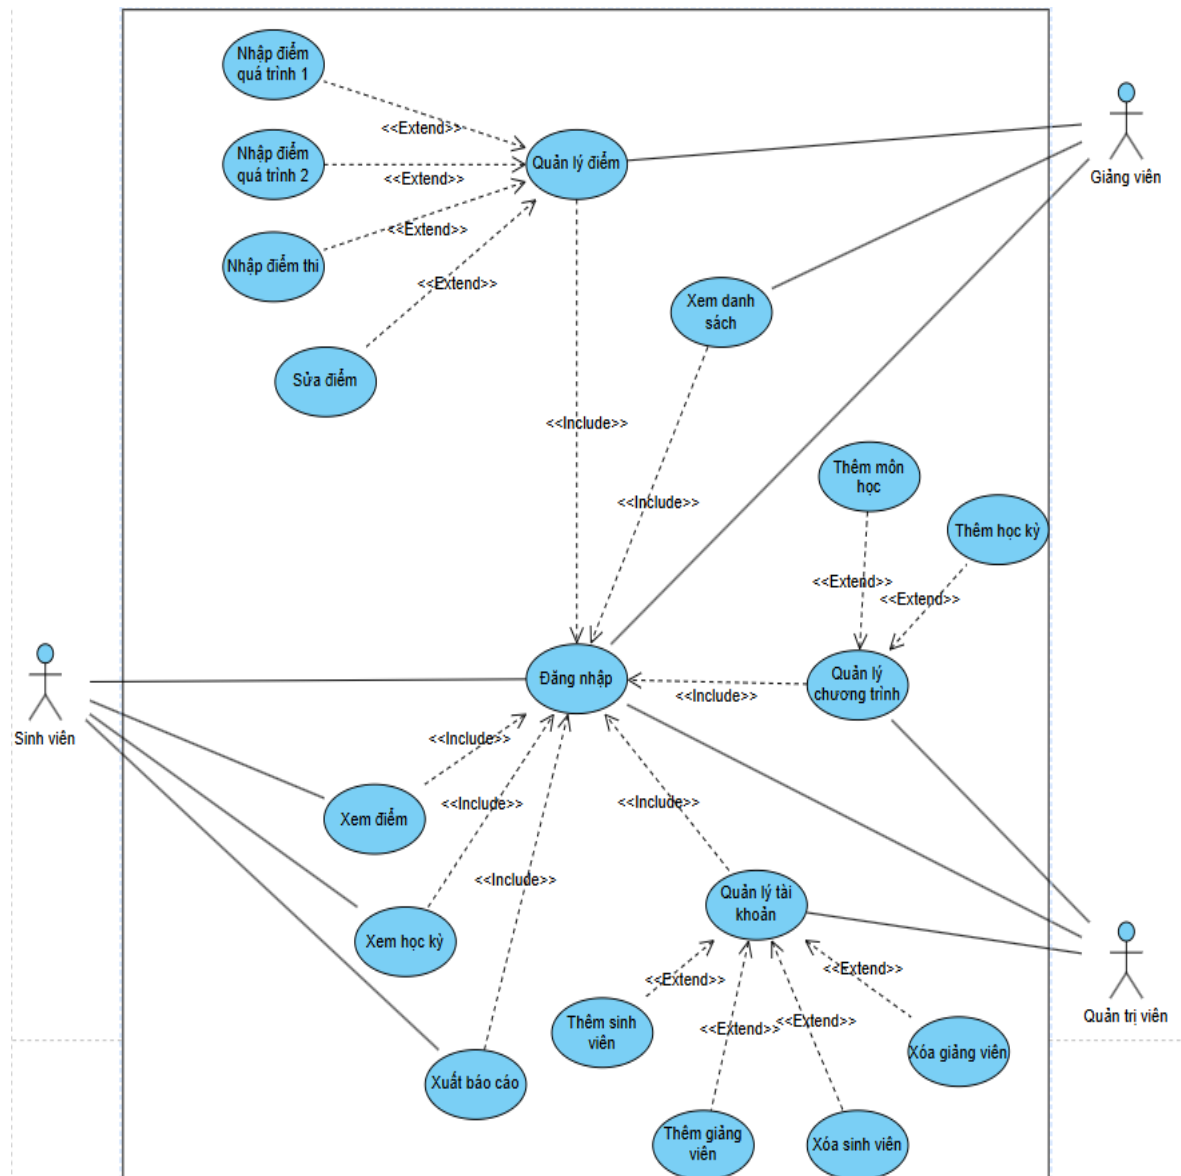 Nhập điểm
quá trình 1
<<Extend>>
Giảng viên
Nhập điểm
quá trình 2
<<Extend>>
Quản lý điểm
Nhập điểm thi
<<Extend>>
<<Extend>>
Xem danh
sách
Sửa điểm
<<Include>>
<<Include>>
Thêm môn
học
Thêm học kỳ
<<Extend>>
<<Extend>>
Đăng nhập
Quản lý
chương trình
<<Include>>
Sinh viên
<<Include>>
<<Include>>
<<Include>>
Xem điểm
<<Include>>
Quản lý tài
khoản
Xem học kỳ
<<Extend>>
<<Extend>>
Thêm sinh
viên
<<Extend>>
<<Extend>>
Quản trị viên
Xóa giảng viên
Xuất báo cáo
Thêm giảng
viên
Xóa sinh viên